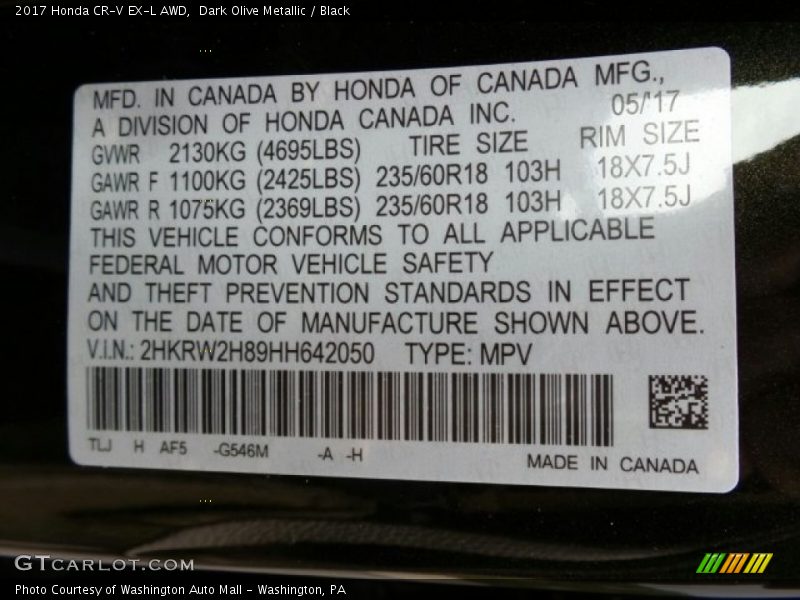 2017 Honda CR-V EX-L AWD, Dark Olive Metallic / Black
MFD. IN CANADA BY HONDA OF CANADA MFG.,
A DIVISION OF HONDA CANADA INC. 05/'17
GVWR 2130KG (4695LBS) TIRE SIZE RIM SIZE
GAWR F 1100KG (2425LBS) 235/60R18 103H 18X7.5J
GAWR R 1075KG (2369LBS) 235/60R18 103H 18X7.5J
THIS VEHICLE CONFORMS TO ALL APPLICABLE
FEDERAL MOTOR VEHICLE SAFETY
AND THEFT PREVENTION STANDARDS IN EFFECT
ON THE DATE OF MANUFACTURE SHOWN ABOVE.
V.I.N.: 2HKRW2H89HH642050 TYPE: MPV
TLJ H AF5 -G546M -A -H
MADE IN CANADA
GTCARLOT.COM
Photo Courtesy of Washington Auto Mall - Washington, PA